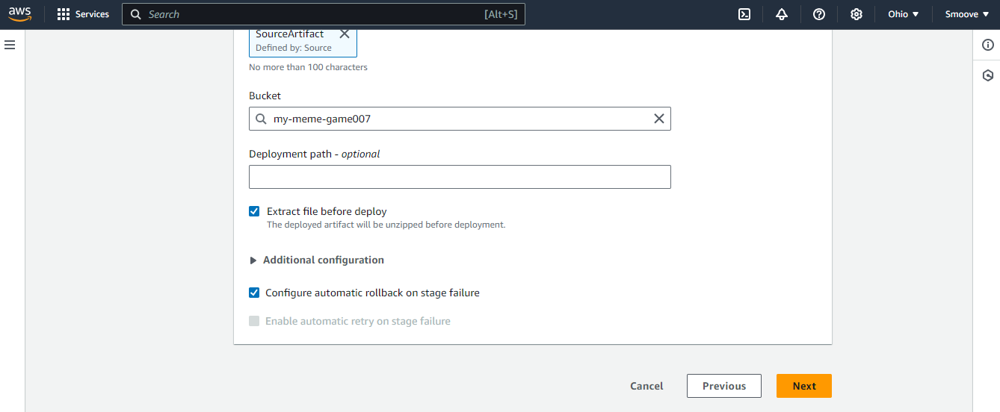 aws
Services
Search
[Alt+S]
Ohio
Smoove
SourceArtifact
Defined by: Source
No more than 100 characters
Bucket
my-meme-game007
Deployment path - optional
Extract file before deploy
The deployed artifact will be unzipped before deployment.
Additional configuration
Configure automatic rollback on stage failure
Enable automatic retry on stage failure
Cancel
Previous
Next